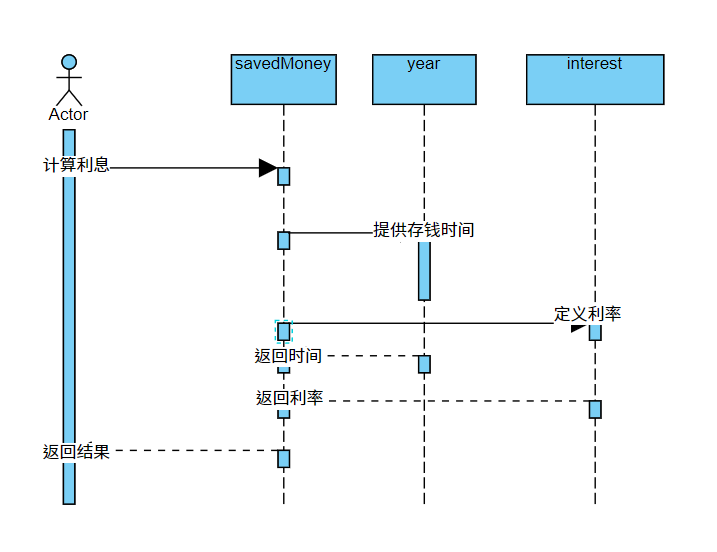 savedMoney
year
interest
Actor
计算利息
提供存钱时间
定义利率
返回时间
返回利率
返回结果